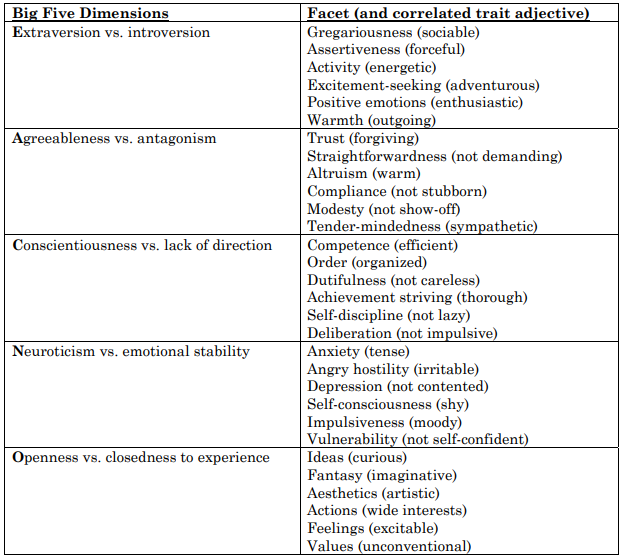 Big Five Dimensions Facet (and correlated trait adjective)
Extraversion vs. introversion Gregariousness (sociable)
Assertiveness (forceful)
Activity (energetic)
Excitement-seeking (adventurous)
Positive emotions (enthusiastic)
Warmth (outgoing)
Agreeableness vs. antagonism Trust (forgiving)
Straightforwardness (not demanding)
Altruism (warm)
Compliance (not stubborn)
Modesty (not show-off)
Tender-mindedness (sympathetic)
Conscientiousness vs. lack of direction Competence (efficient)
Order (organized)
Dutifulness (not careless)
Achievement striving (thorough)
Self-discipline (not lazy)
Deliberation (not impulsive)
Neuroticism vs. emotional stability Anxiety (tense)
Angry hostility (irritable)
Depression (not contented)
Self-consciousness (shy)
Impulsiveness (moody)
Vulnerability (not self-confident)
Openness vs. closedness to experience Ideas (curious)
Fantasy (imaginative)
Aesthetics (artistic)
Actions (wide interests)
Feelings (excitable)
Values (unconventional)